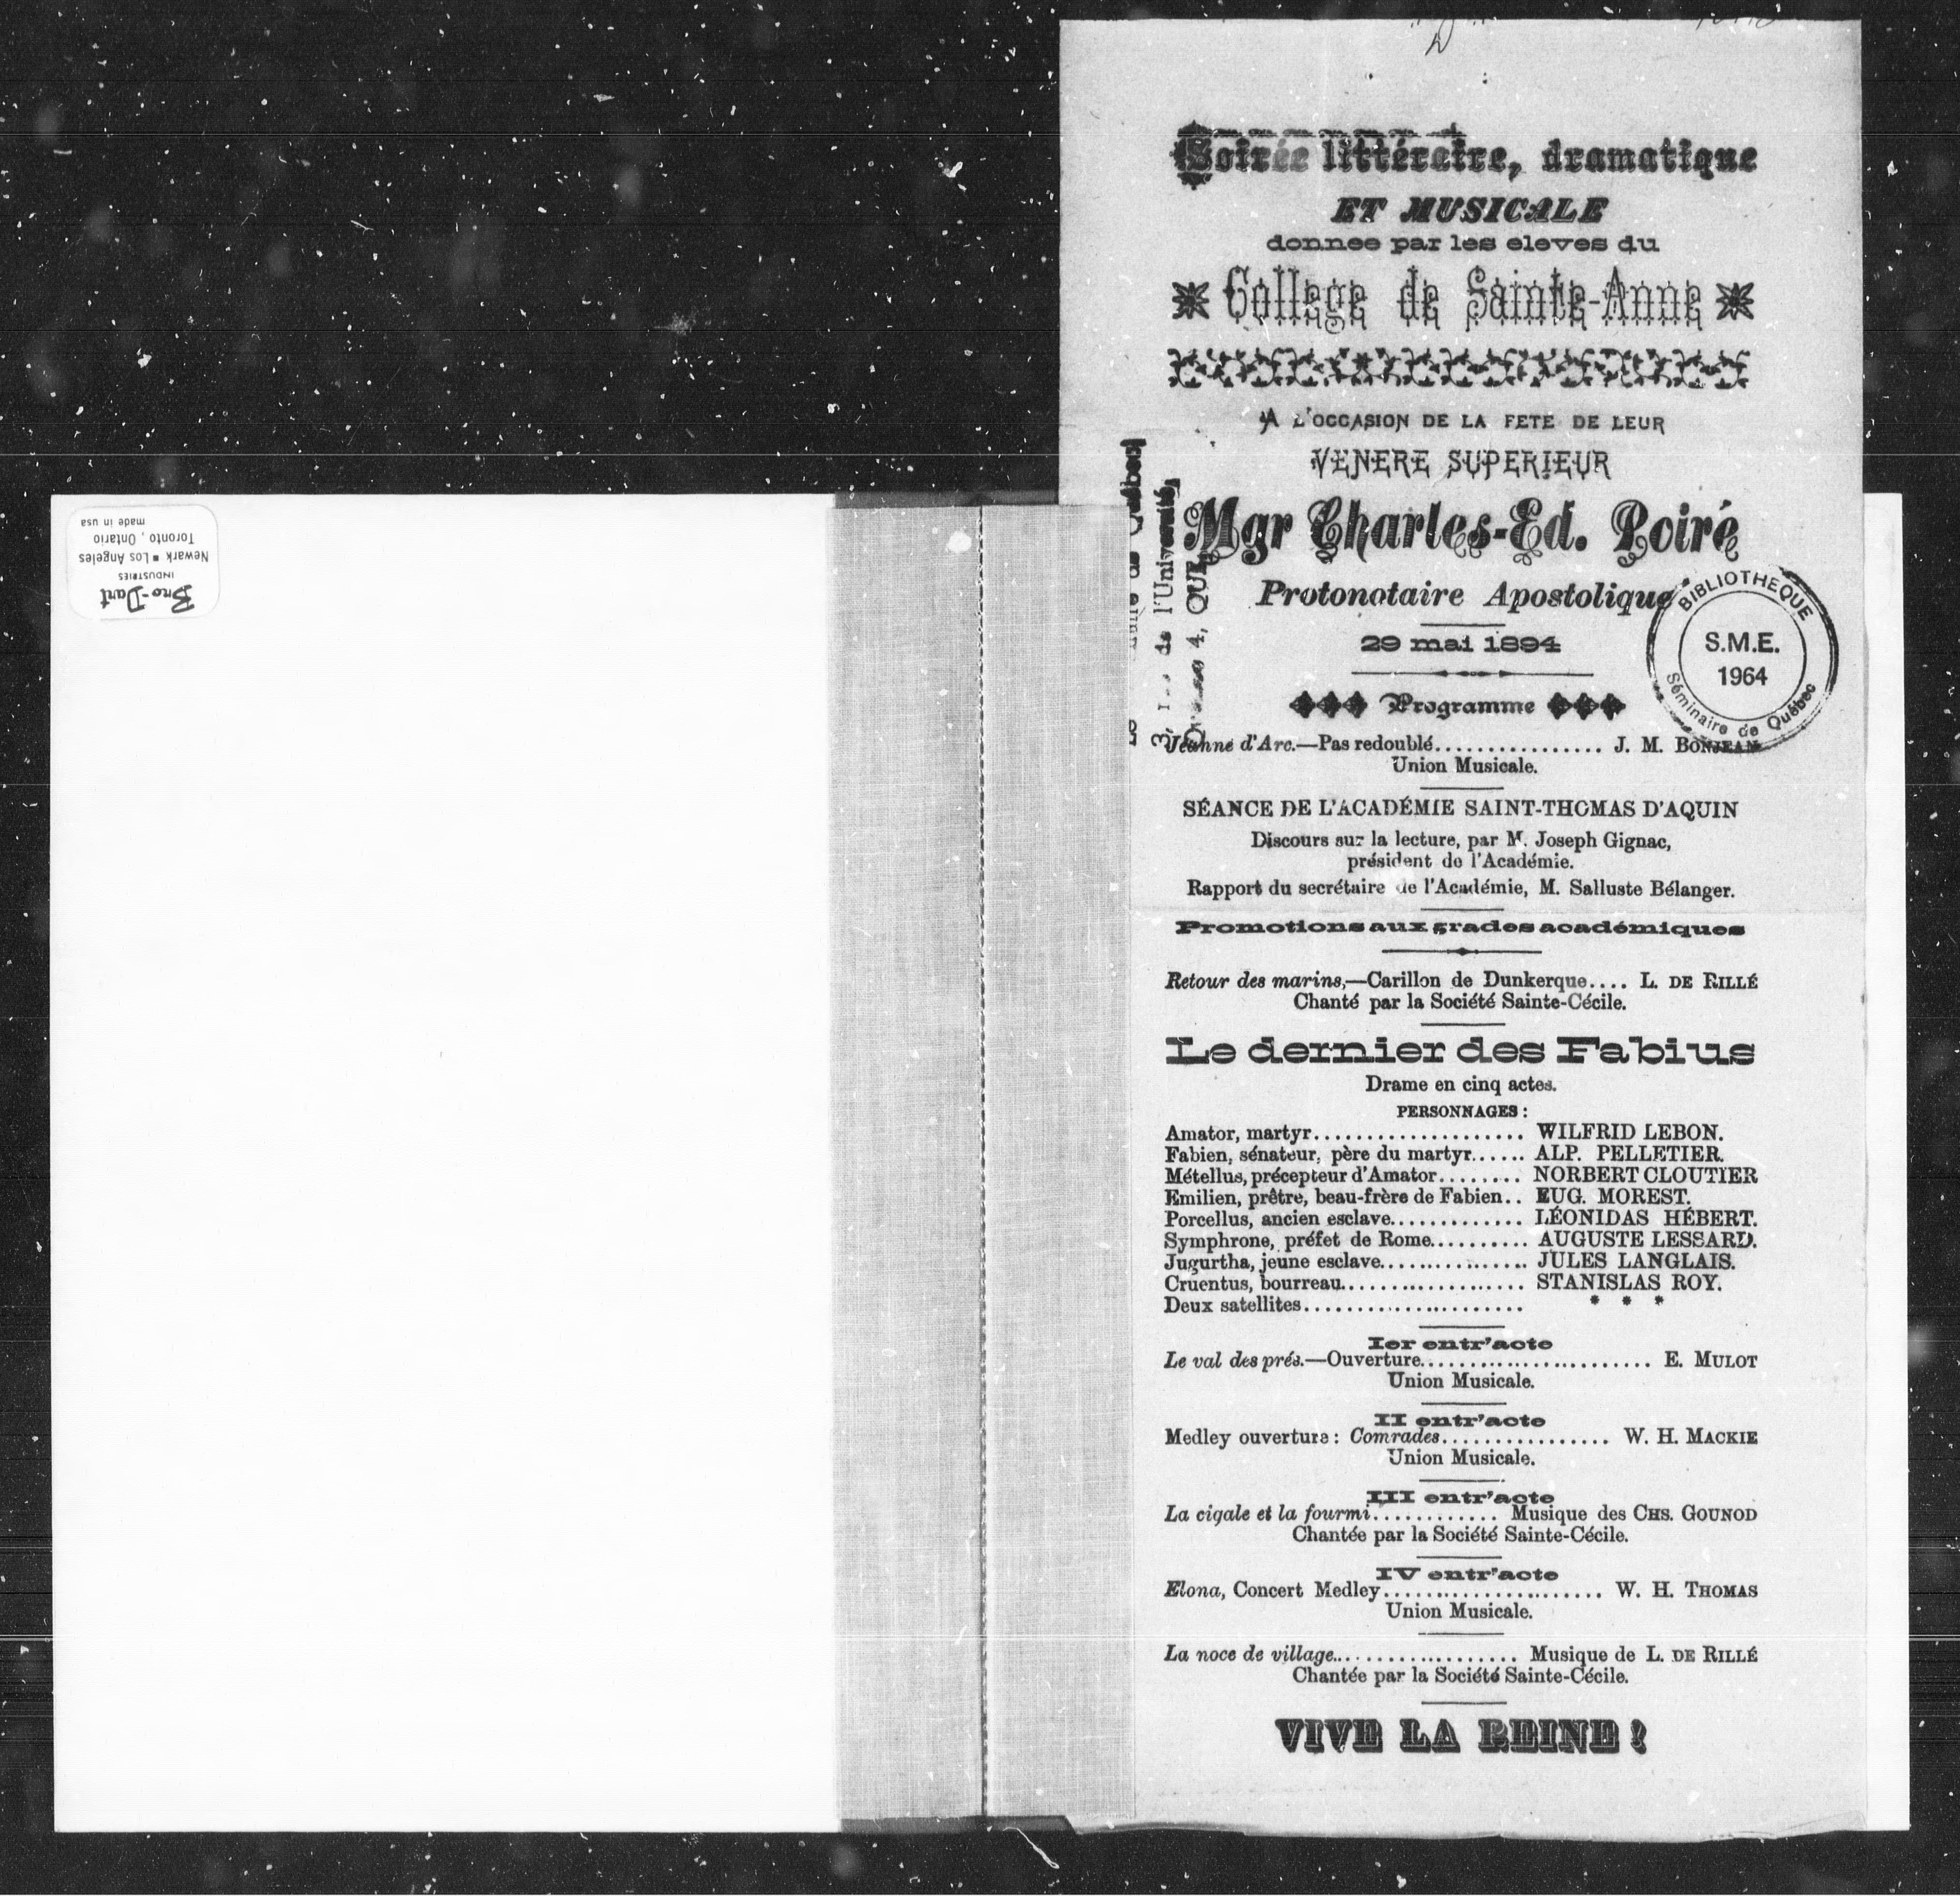 Soirée littéraire, dramatique
ET MUSICALE
donnee par les eleves du
College de Sainte-Anne
A L'OCCASION DE LA FETE DE LEUR
VENERE SUPERIEUR
Mgr Charles-Ed. Poiré
Protonotaire Apostolique
29 mai 1894
BIBLIOTHEQUE
S.M.E.
1964
Séminaire de Québec
Québec
de l'Université,
4, QUE.
Programme
Jeanne d'Arc.—Pas redoublé................ J. M. BONJEAN
Union Musicale.
SÉANCE DE L'ACADÉMIE SAINT-THOMAS D'AQUIN
Discours sur la lecture, par M. Joseph Gignac,
président de l'Académie.
Rapport du secrétaire de l'Académie, M. Salluste Bélanger.
Promotions aux grades académiques
Retour des marins,—Carillon de Dunkerque.... L. DE RILLÉ
Chanté par la Société Sainte-Cécile.
Le dernier des Fabius
Drame en cinq actes.
PERSONNAGES :
Amator, martyr.................... WILFRID LEBON.
Fabien, sénateur, père du martyr...... ALP. PELLETIER.
Métellus, précepteur d'Amator........ NORBERT CLOUTIER
Emilien, prêtre, beau-frère de Fabien.. EUG. MOREST.
Porcellus, ancien esclave............. LÉONIDAS HÉBERT.
Symphrone, préfet de Rome.......... AUGUSTE LESSARD.
Jugurtha, jeune esclave............... JULES LANGLAIS.
Cruentus, bourreau.................. STANISLAS ROY.
Deux satellites...................... * * *
Ier entr'acte
Le val des prés.—Ouverture........................ E. MULOT
Union Musicale.
II entr'acte
Medley ouverture : Comrades................ W. H. MACKIE
Union Musicale.
III entr'acte
La cigale et la fourmi............ Musique des CHS. GOUNOD
Chantée par la Société Sainte-Cécile.
IV entr'acte
Elona, Concert Medley...................... W. H. THOMAS
Union Musicale.
La noce de village.................. Musique de L. DE RILLÉ
Chantée par la Société Sainte-Cécile.
VIVE LA REINE !
Bro-Dart
INDUSTRIES
Newark ▪ Los Angeles
Toronto , Ontario
made in usa